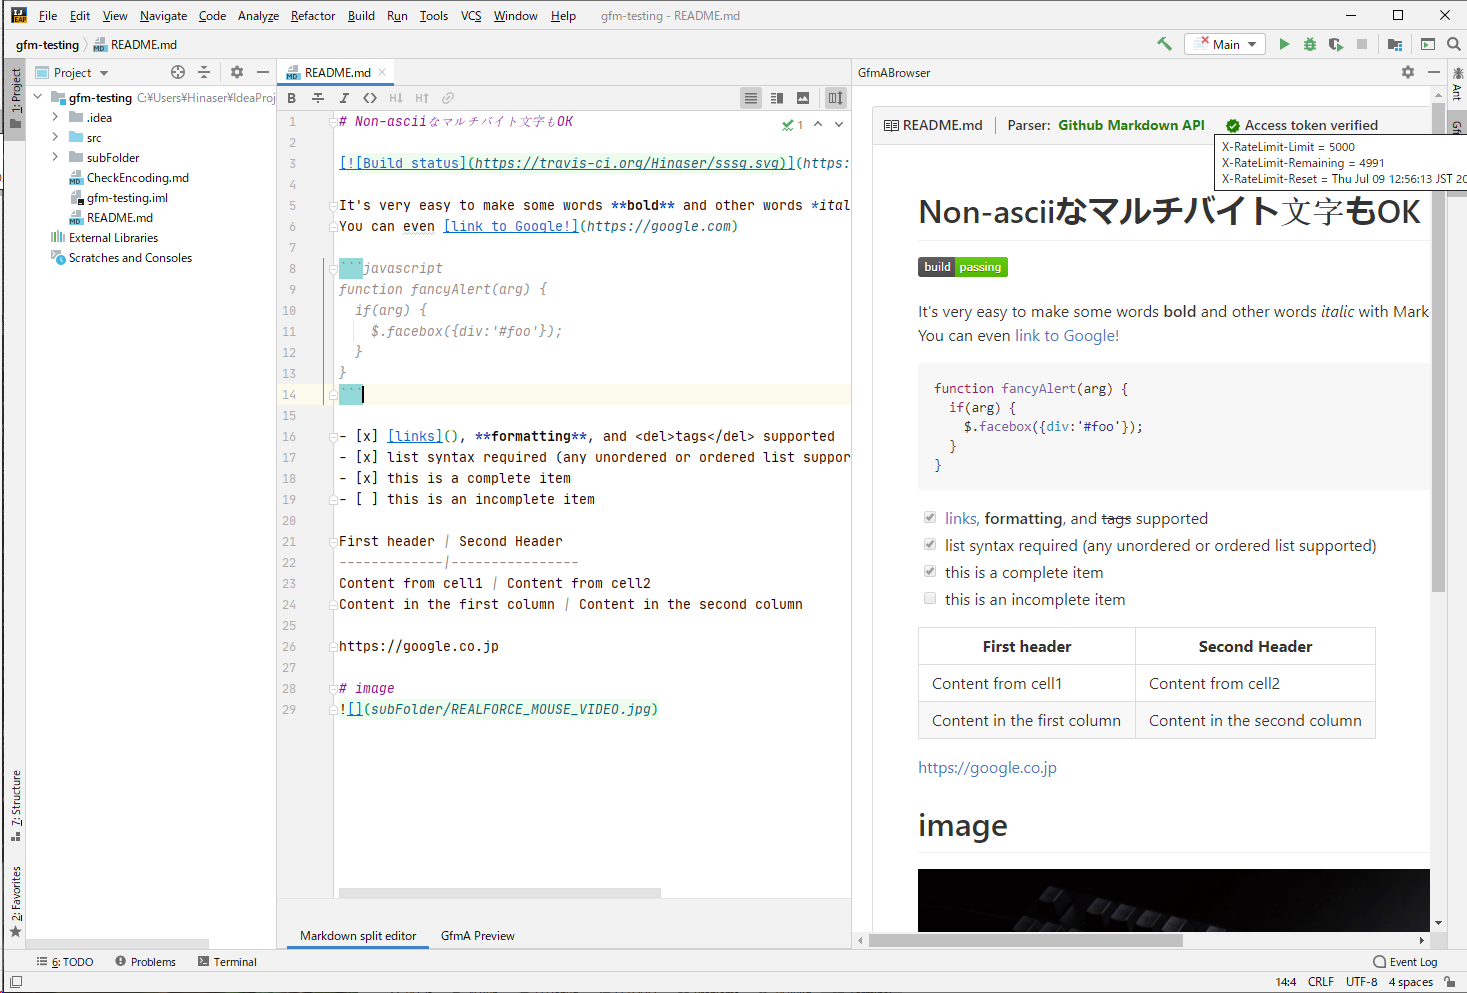 IJ EAP File Edit View Navigate Code Analyze Refactor Build Run Tools VCS Window Help gfm-testing - README.md
gfm-testing README.md Main
1: Project
Project
gfm-testing C:¥Users¥Hinaser¥IdeaProj
.idea
src
subFolder
CheckEncoding.md
gfm-testing.iml
README.md
External Libraries
Scratches and Consoles
7: Structure
2: Favorites
README.md
B I <> H↓ H↑
1 # Non-asciiなマルチバイト文字もOK
1
2
3 [![Build status](https://travis-ci.org/Hinaser/sssg.svg)](https:
4
5 It's very easy to make some words **bold** and other words *ital
6 You can even [link to Google!](https://google.com)
7
8 ```javascript
9 function fancyAlert(arg) {
10 if(arg) {
11 $.facebox({div:'#foo'});
12 }
13 }
14 ```
15
16 - [x] [links](), **formatting**, and <del>tags</del> supported
17 - [x] list syntax required (any unordered or ordered list suppor
18 - [x] this is a complete item
19 - [ ] this is an incomplete item
20
21 First header | Second Header
22 -------------|----------------
23 Content from cell1 | Content from cell2
24 Content in the first column | Content in the second column
25
26 https://google.co.jp
27
28 # image
29 ![](subFolder/REALFORCE_MOUSE_VIDEO.jpg)
Markdown split editor GfmA Preview
GfmABrowser
Ant
README.md Parser: Github Markdown API Access token verified
X-RateLimit-Limit = 5000
X-RateLimit-Remaining = 4991
X-RateLimit-Reset = Thu Jul 09 12:56:13 JST 20
Non-asciiなマルチバイト文字もOK
build passing
It's very easy to make some words bold and other words italic with Mark
You can even link to Google!
function fancyAlert(arg) {
if(arg) {
$.facebox({div:'#foo'});
}
}
links, formatting, and tags supported
list syntax required (any unordered or ordered list supported)
this is a complete item
this is an incomplete item
First header Second Header
Content from cell1 Content from cell2
Content in the first column Content in the second column
https://google.co.jp
image
6: TODO Problems Terminal Event Log
14:4 CRLF UTF-8 4 spaces